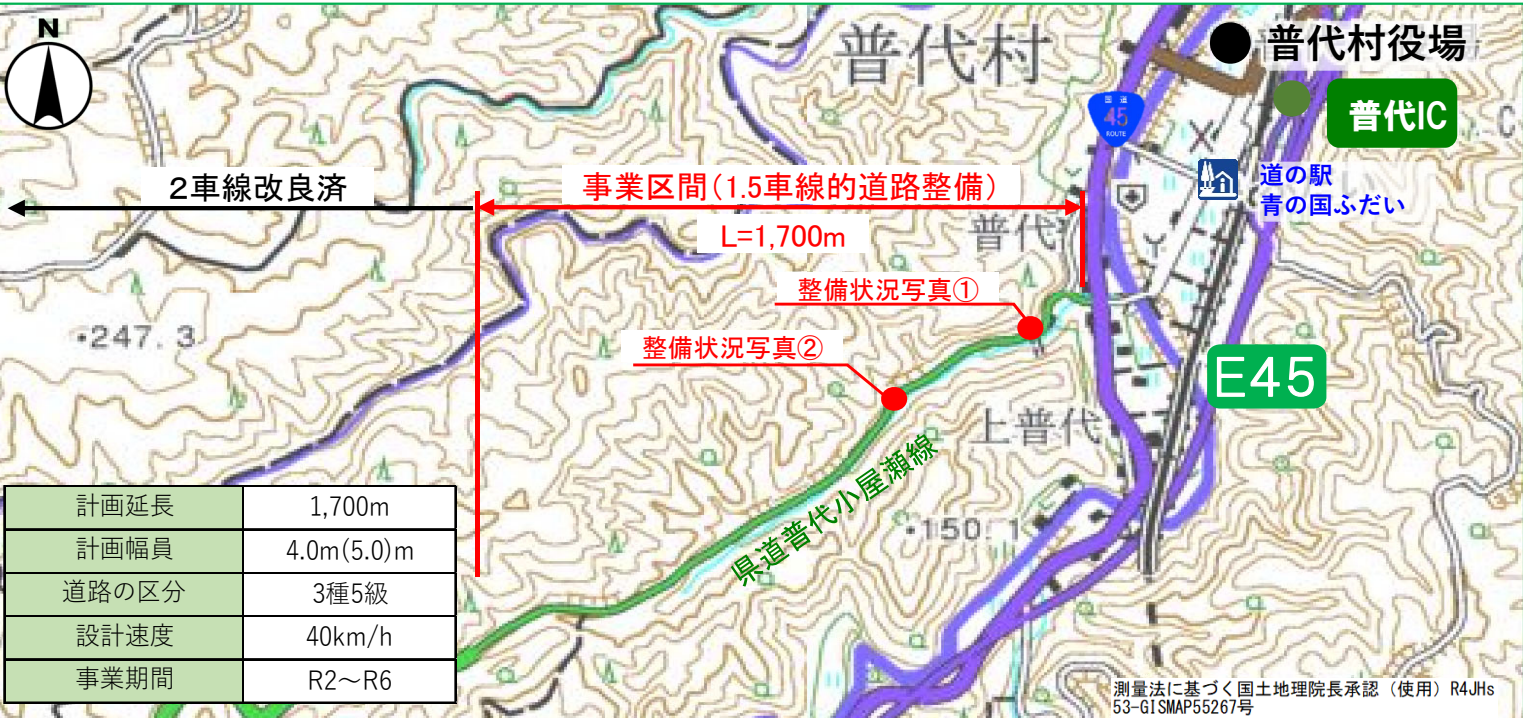 N
普代村
普代村役場
国道
45
ROUTE
普代IC
C
道の駅
青の国ふだい
2車線改良済
事業区間(1.5車線的道路整備)
L=1,700m
普代
整備状況写真①
整備状況写真②
・247.3
E45
上普代
県道普代小屋瀬線
・150.1
計画延長 1,700m
計画幅員 4.0m(5.0)m
道路の区分 3種5級
設計速度 40km/h
事業期間 R2～R6
測量法に基づく国土地理院長承認（使用）R4JHs
53-GISMAP55267号